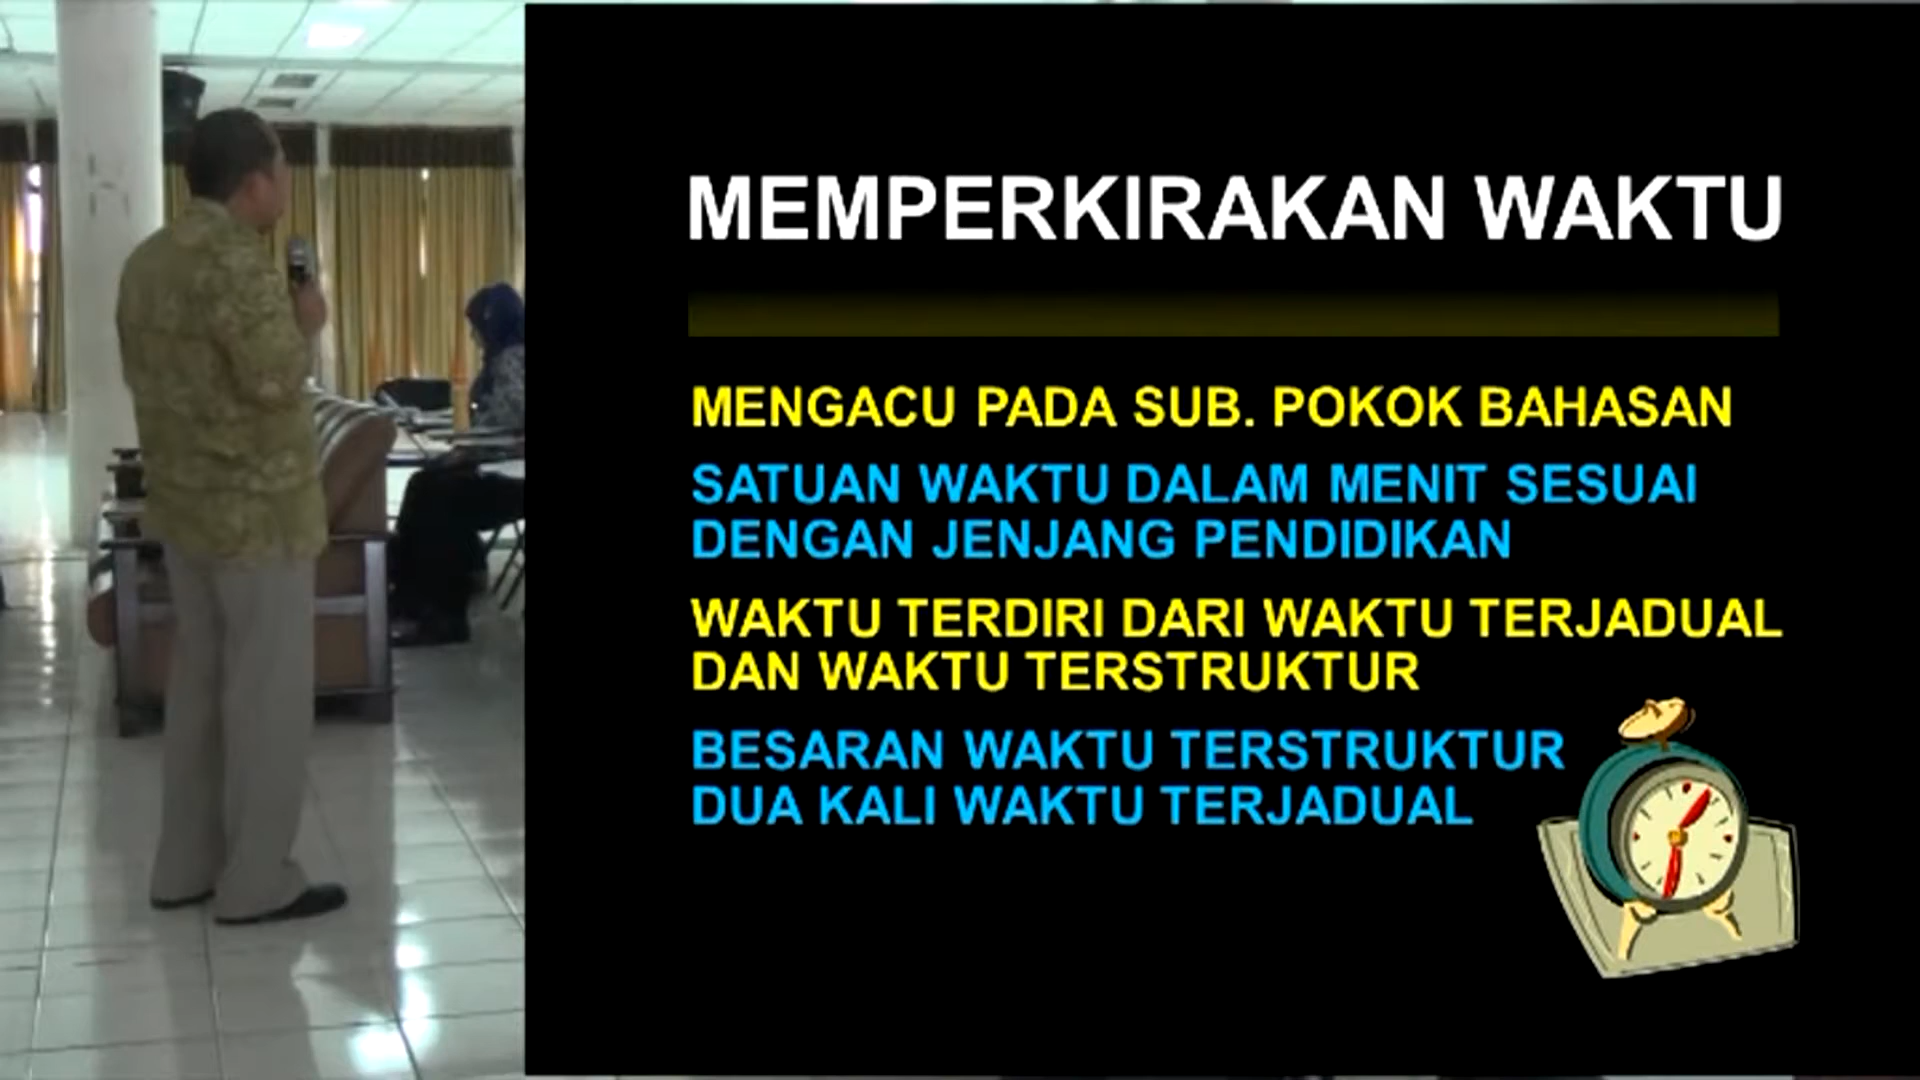 MEMPERKIRAKAN WAKTU
MENGACU PADA SUB. POKOK BAHASAN
SATUAN WAKTU DALAM MENIT SESUAI
DENGAN JENJANG PENDIDIKAN
WAKTU TERDIRI DARI WAKTU TERJADUAL
DAN WAKTU TERSTRUKTUR
BESARAN WAKTU TERSTRUKTUR
DUA KALI WAKTU TERJADUAL